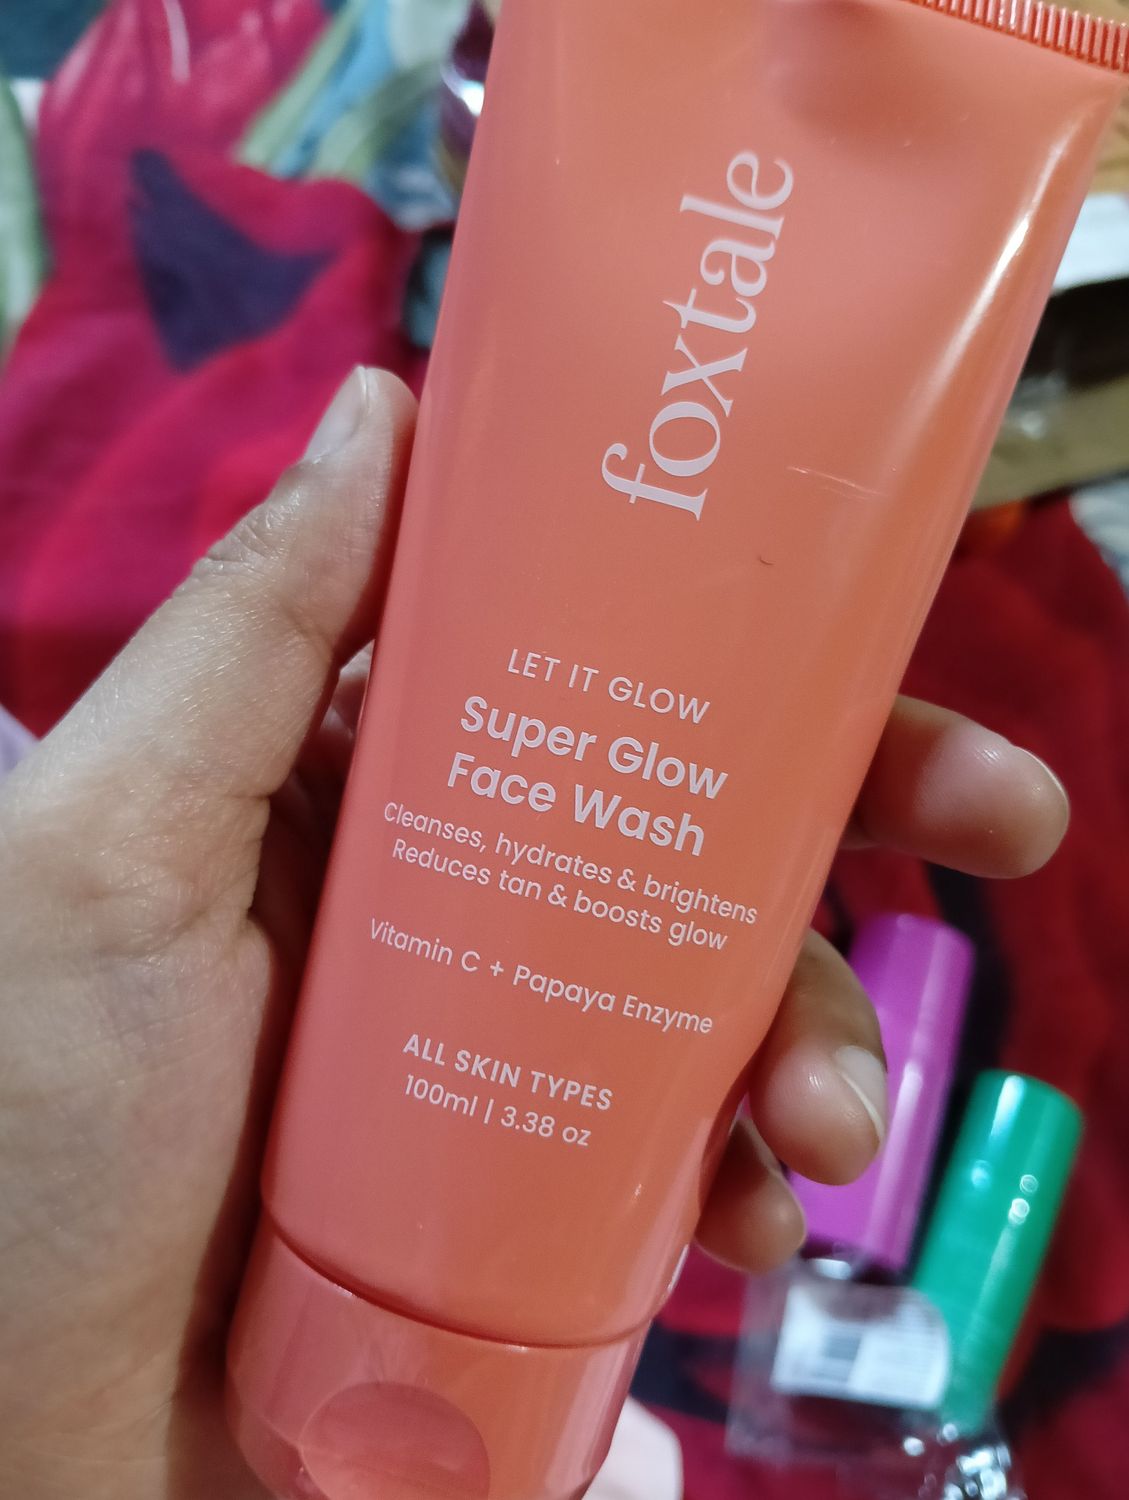 foxtale
LET IT GLOW
Super Glow
Face Wash
Cleanses, hydrates & brightens
Reduces tan & boosts glow
Vitamin C + Papaya Enzyme
ALL SKIN TYPES
100ml | 3.38 oz